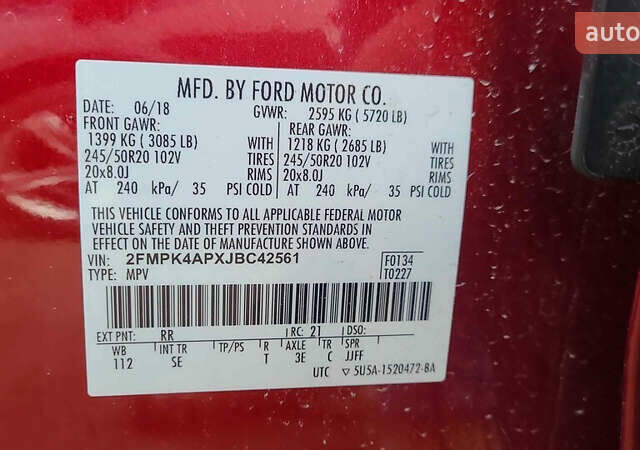 auto
MFD. BY FORD MOTOR CO.
DATE: 06/18 GVWR: 2595 KG ( 5720 LB)
FRONT GAWR: REAR GAWR:
1399 KG ( 3085 LB) WITH 1218 KG ( 2685 LB) WITH
245/50R20 102V TIRES 245/50R20 102V TIRES
20x8.0J RIMS 20x8.0J RIMS
AT 240 kPa/ 35 PSI COLD AT 240 kPa/ 35 PSI COLD
THIS VEHICLE CONFORMS TO ALL APPLICABLE FEDERAL MOTOR
VEHICLE SAFETY AND THEFT PREVENTION STANDARDS
IN EFFECT ON THE DATE OF MANUFACTURE SHOWN ABOVE.
VIN: 2FMPK4APXJBC42561 F0134
TYPE: MPV T0227
EXT PNT: RR RC: 21 DSO:
WB INT TR TP/PS R AXLE TR SPR
112 SE T 3E C JJFF
UTC ▽ 5U5A-1520472-BA